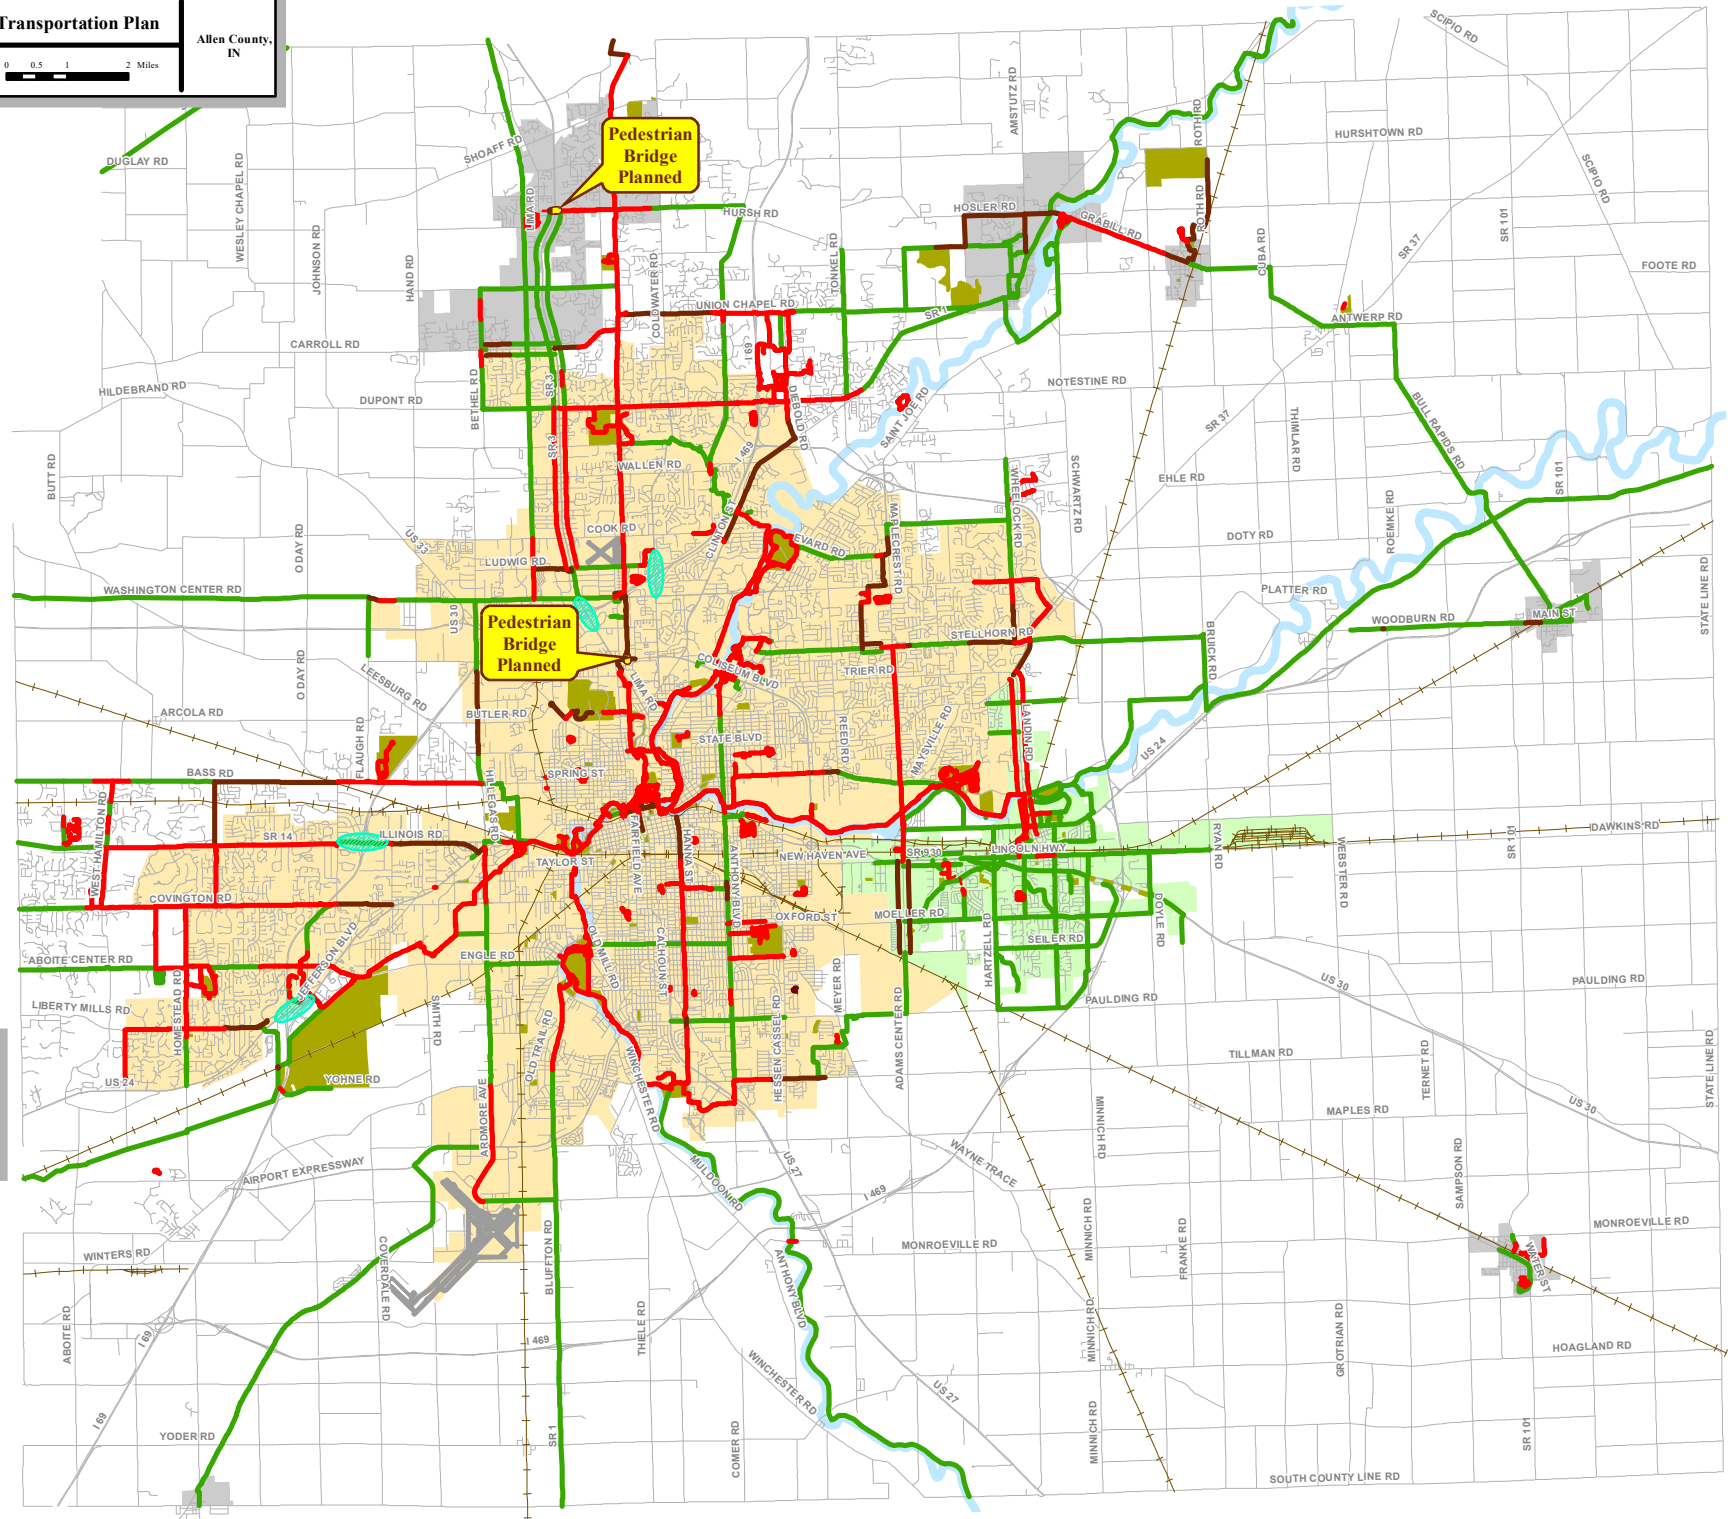 Transportation Plan
Allen County,
IN
0 0.5 1 2 Miles
SCIPIO RD
AMSTUTZ RD
ROTH RD
HURSHTOWN RD
SHOAFF RD
DUGLAY RD
WESLEY CHAPEL RD
Pedestrian
Bridge
Planned
SCIPIO RD
LIMA RD
HURSH RD
HOSLER RD
GRABILL RD
ROTH RD
SR 101
JOHNSON RD
HAND RD
COLDWATER RD
TONKEL RD
CUBA RD
SR 37
FOOTE RD
UNION CHAPEL RD
SR 1
ANTWERP RD
CARROLL RD
I 69
HILDEBRAND RD
DUPONT RD
BETHEL RD
SR 3
DIEBOLD RD
SAINT JOE RD
NOTESTINE RD
SR 37
THIMLAR RD
BULL RAPIDS RD
SR 3
WALLEN RD
I 469
BUTT RD
WHEELOCK RD
SCHWARTZ RD
EHLE RD
SR 101
COOK RD
CLINTON ST
EVARD RD
MAPLECREST RD
DOTY RD
ROEMKE RD
US 33
O DAY RD
LUDWIG RD
STATE LINE RD
WASHINGTON CENTER RD
PLATTER RD
US 30
Pedestrian
Bridge
Planned
STELLHORN RD
WOODBURN RD
MAIN ST
BRUICK RD
O DAY RD
LEESBURG RD
COLISEUM BLVD
TRIER RD
LIMA RD
ARCOLA RD
BUTLER RD
REED RD
MAYSVILLE RD
LANDIN RD
FLAUGH RD
STATE BLVD
US 24
BASS RD
SPRING ST
HILLEGAS RD
WEST HAMILTON RD
SR 14
ILLINOIS RD
FAIRFIELD AVE
HANNA ST
ANTHONY BLVD
TAYLOR ST
NEW HAVEN AVE
SR 930
LINCOLN HWY
RYAN RD
WEBSTER RD
SR 101
DAWKINS RD
COVINGTON RD
OXFORD ST
MOELLER RD
DOYLE RD
JEFFERSON BLVD
SEILER RD
ABOITE CENTER RD
ENGLE RD
OLD MILL RD
CALHOUN ST
HARTZELL RD
US 30
PAULDING RD
LIBERTY MILLS RD
HOMESTEAD RD
SMITH RD
MEYER RD
PAULDING RD
OLD TRAIL RD
WINCHESTER RD
HESSEN CASSEL RD
ADAMS CENTER RD
TILLMAN RD
TERNET RD
STATE LINE RD
US 24
YOHNE RD
ARDMORE AVE
MINNICH RD
MAPLES RD
US 30
AIRPORT EXPRESSWAY
MULDOON RD
US 27
WAYNE TRACE
SAMPSON RD
I 469
MINNICH RD
FRANKE RD
MONROEVILLE RD
WINTERS RD
COVERDALE RD
BLUFFTON RD
MONROEVILLE RD
WATER ST
ANTHONY BLVD
ABOITE RD
I 69
I 469
THIELE RD
MINNICH RD
GROTRIAN RD
HOAGLAND RD
WINCHESTER RD
US 27
I 69
YODER RD
SR 1
COMER RD
MINNICH RD
SR 101
SOUTH COUNTY LINE RD